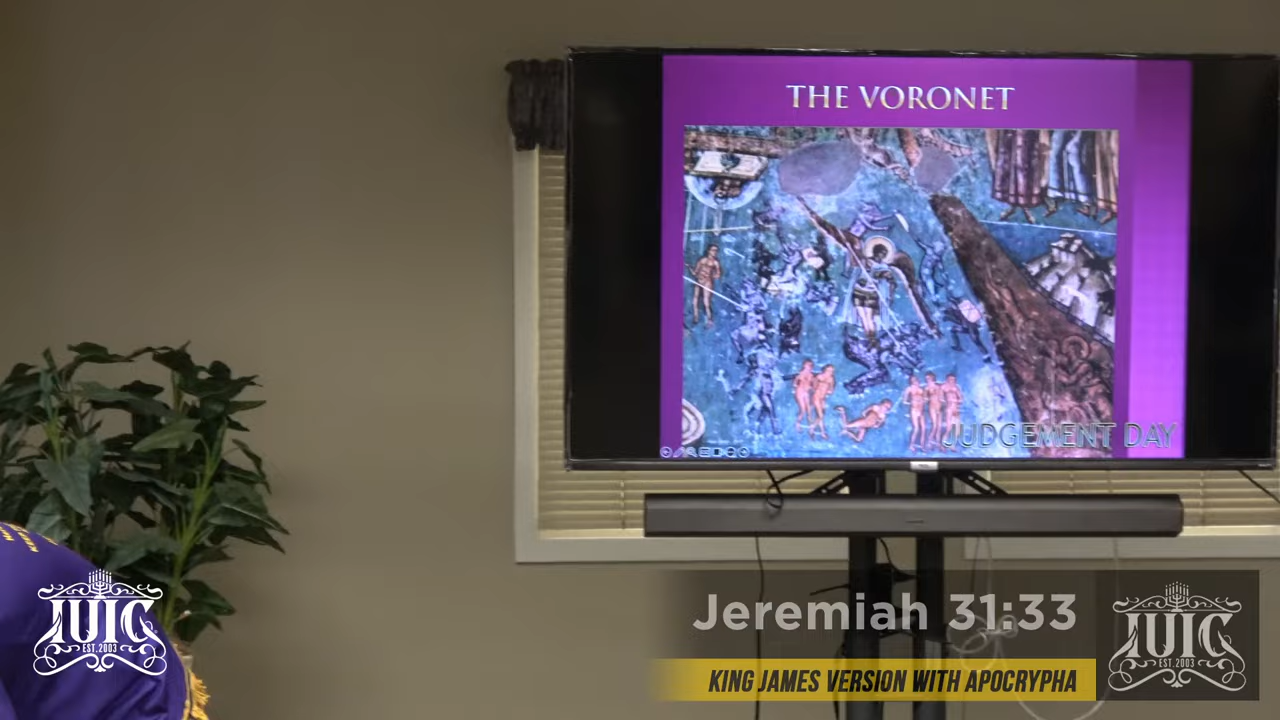 THE VORONET
JUDGEMENT DAY
Jeremiah 31:33
KING JAMES VERSION WITH APOCRYPHA
IUIC
EST. 2003
IUIC
EST. 2003